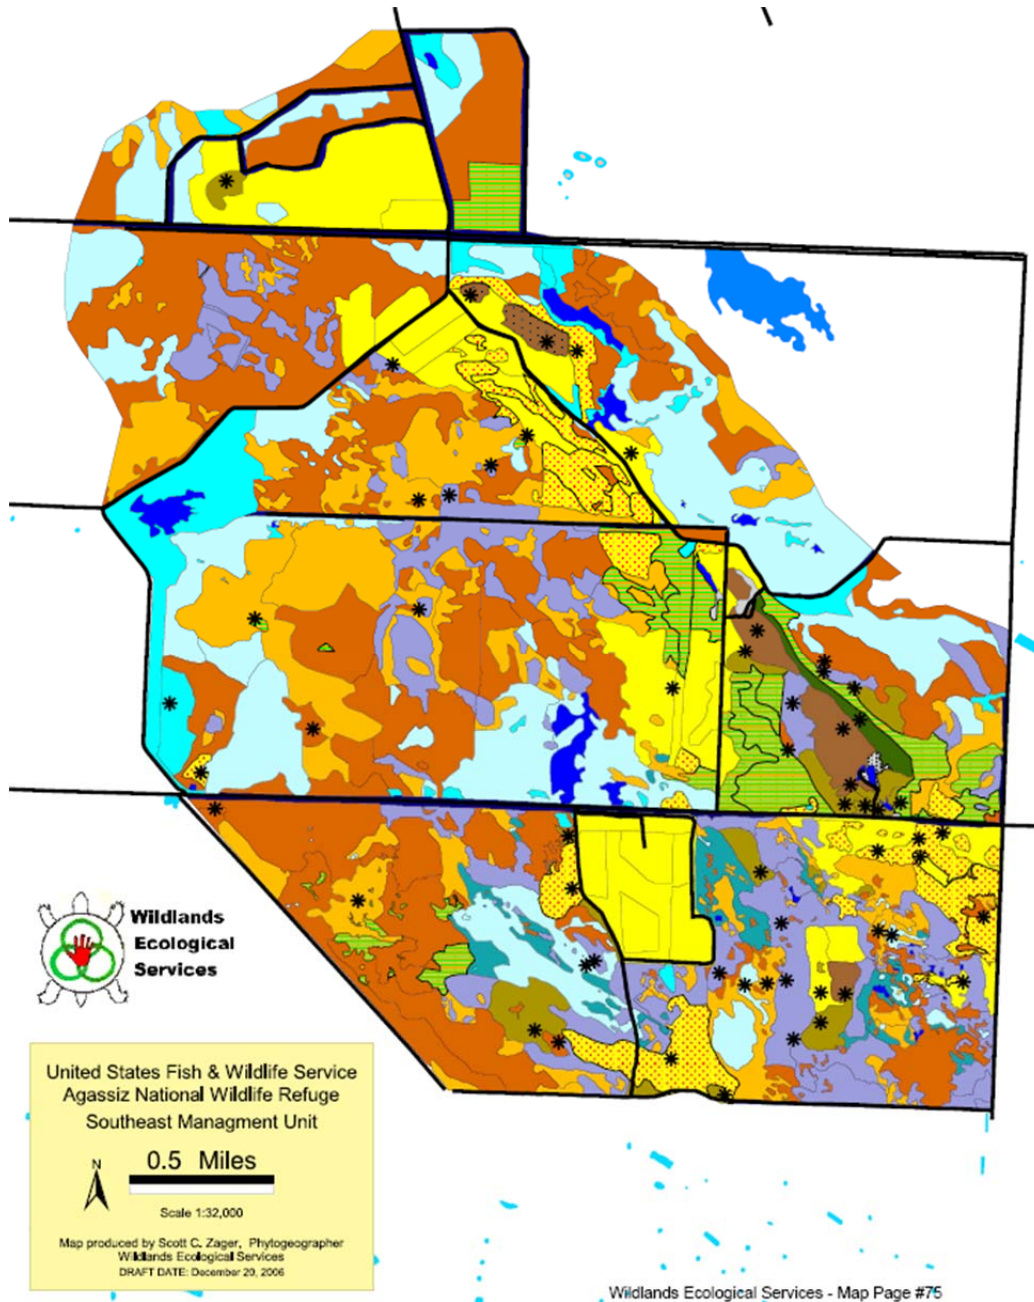 Wildlands
Ecological
Services
United States Fish & Wildlife Service
Agassiz National Wildlife Refuge
Southeast Managment Unit
N
0.5 Miles
Scale 1:32,000
Map produced by Scott C. Zager, Phytogeographer
Wildlands Ecological Services
DRAFT DATE: December 20, 2006
Wildlands Ecological Services - Map Page #75